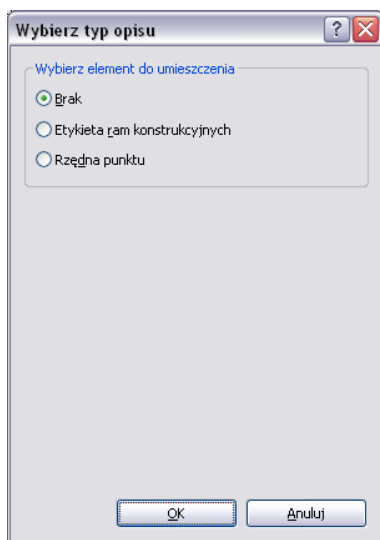 Wybierz typ opisu
Wybierz element do umieszczenia
Brak
Etykieta ram konstrukcyjnych
Rzędna punktu
OK
Anuluj